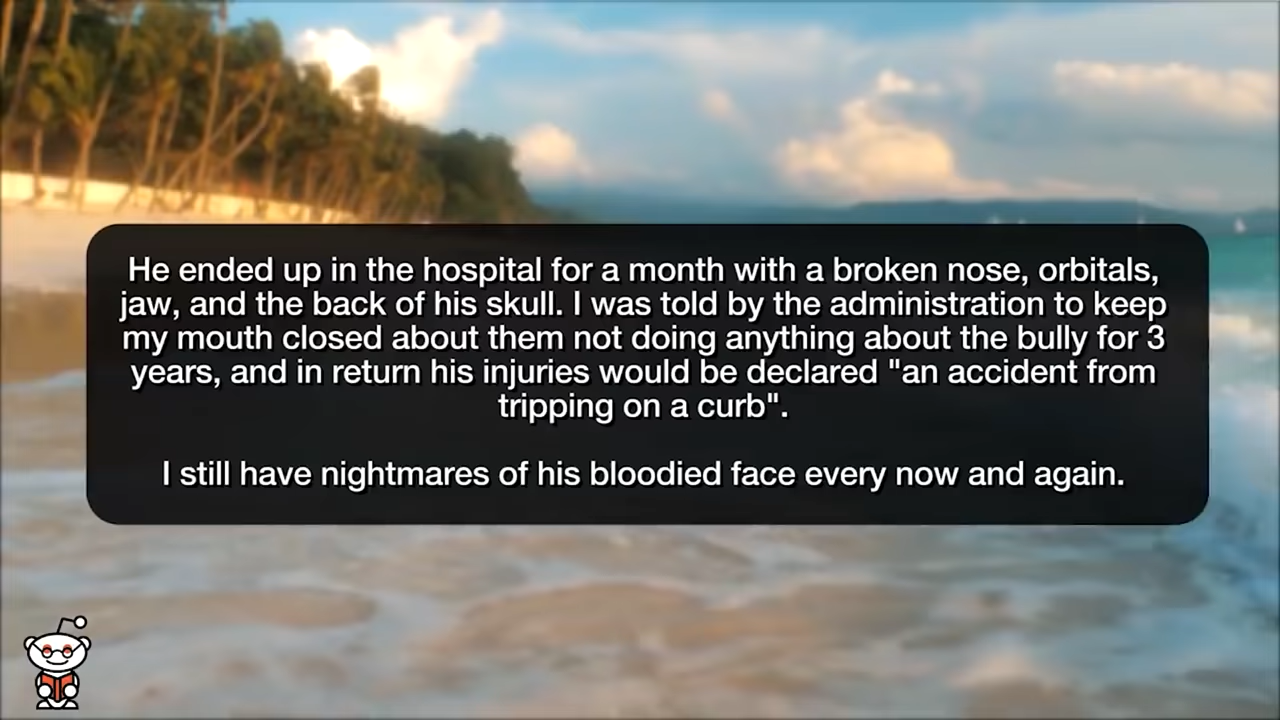 He ended up in the hospital for a month with a broken nose, orbitals,
jaw, and the back of his skull. I was told by the administration to keep
my mouth closed about them not doing anything about the bully for 3
years, and in return his injuries would be declared "an accident from
tripping on a curb".
I still have nightmares of his bloodied face every now and again.